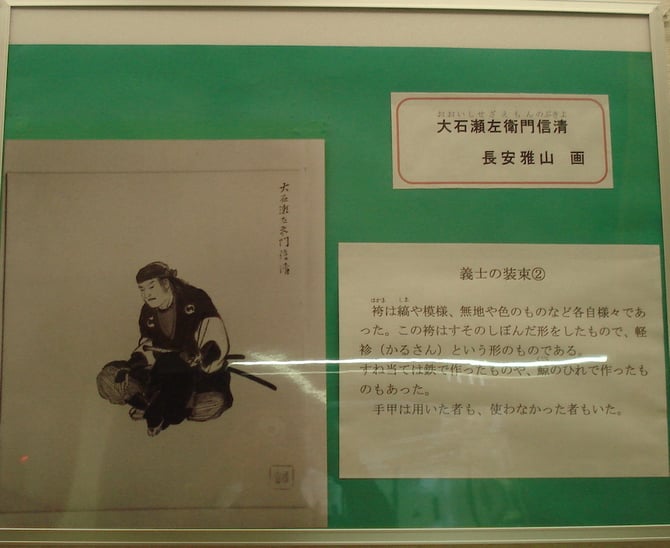 おおいしせざえもんのぶきよ
大石瀬左衛門信清
長安雅山 画
大石瀬左衛門信清
義士の装束②
はかま しま
袴は縞や模様、無地や色のものなど各自様々であ
った。この袴はすそのしぼんだ形をしたもので、軽
袗(かるさん)という形のものである。
すね当ては鉄で作ったものや、鯨のひれで作ったも
のもあった。
手甲は用いた者も、使わなかった者もいた。